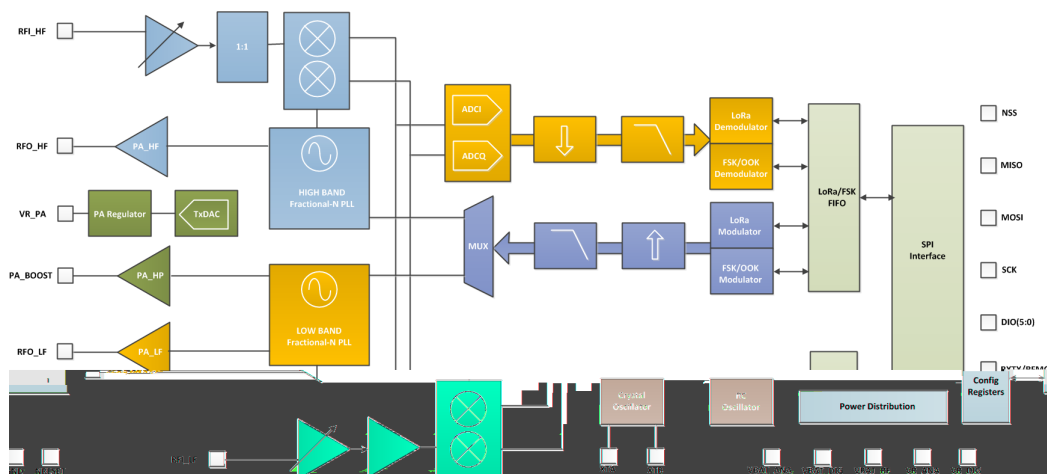 RFI_HF
1:1
ADCI
ADCQ
LoRa
Demodulator
FSK/OOK
Demodulator
LoRa/FSK
FIFO
NSS
MISO
MOSI
SCK
DIO(5:0)
SPI
Interface
RFO_HF
PA_HF
HIGH BAND
Fractional-N PLL
VR_PA
PA Regulator
TxDAC
MUX
LoRa
Modulator
FSK/OOK
Modulator
PA_BOOST
PA_HP
LOW BAND
Fractional-N PLL
RFO_LF
PA_LF
Config
Registers
Crystal
Oscillator
RC
Oscillator
Power Distribution